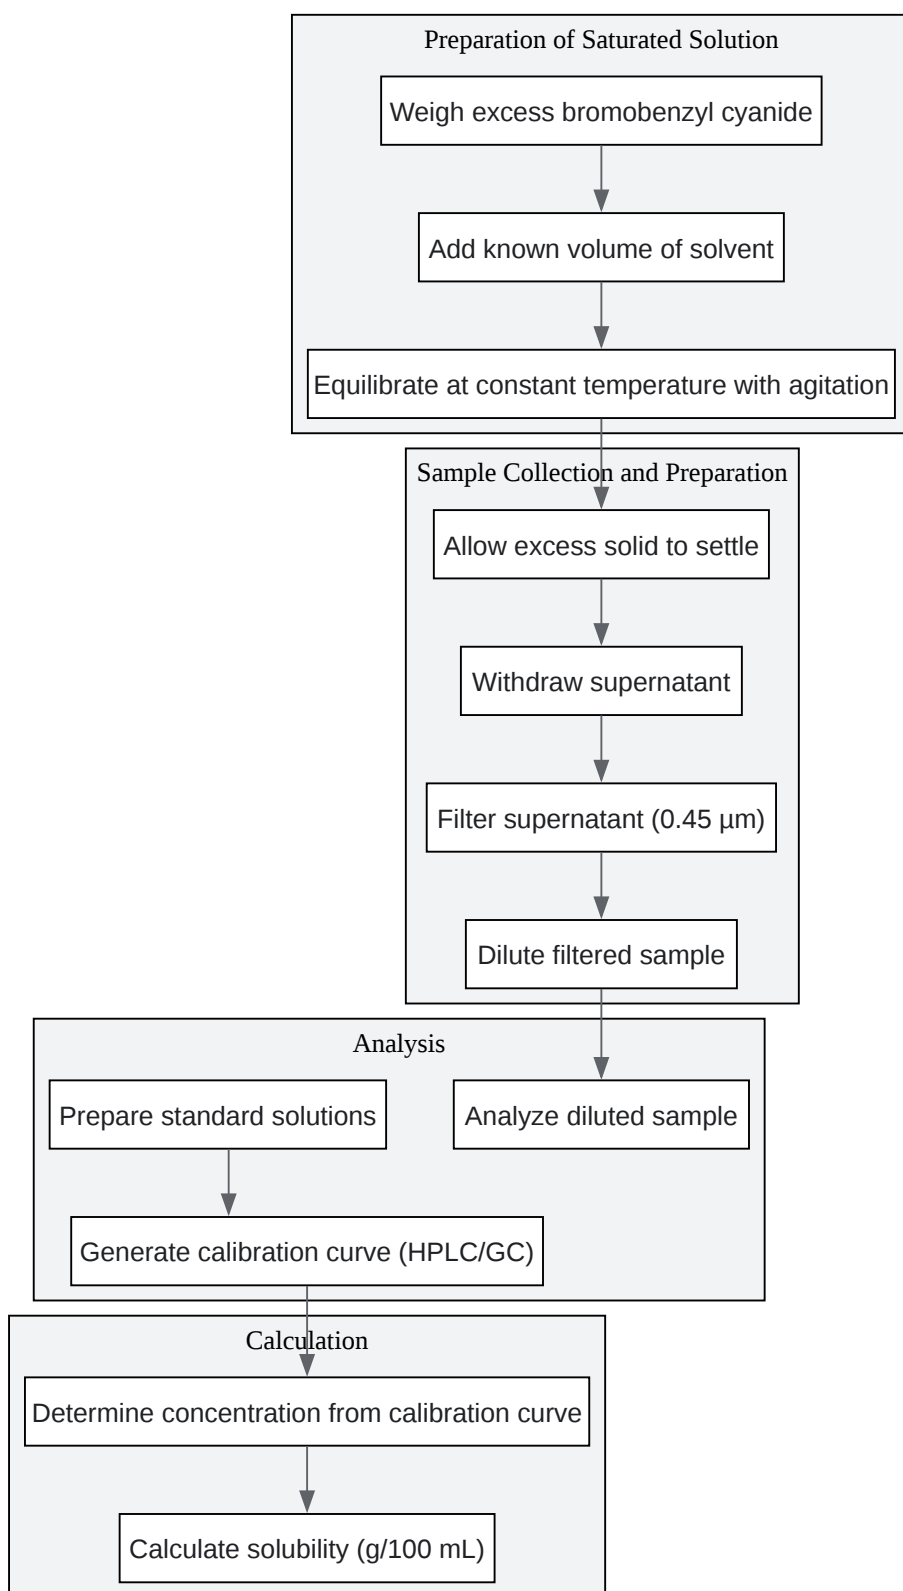 Preparation of Saturated Solution
Weigh excess bromobenzyl cyanide
Add known volume of solvent
Equilibrate at constant temperature with agitation
Sample Collection and Preparation
Allow excess solid to settle
Withdraw supernatant
Filter supernatant (0.45 µm)
Dilute filtered sample
Analysis
Prepare standard solutions
Analyze diluted sample
Generate calibration curve (HPLC/GC)
Calculation
Determine concentration from calibration curve
Calculate solubility (g/100 mL)